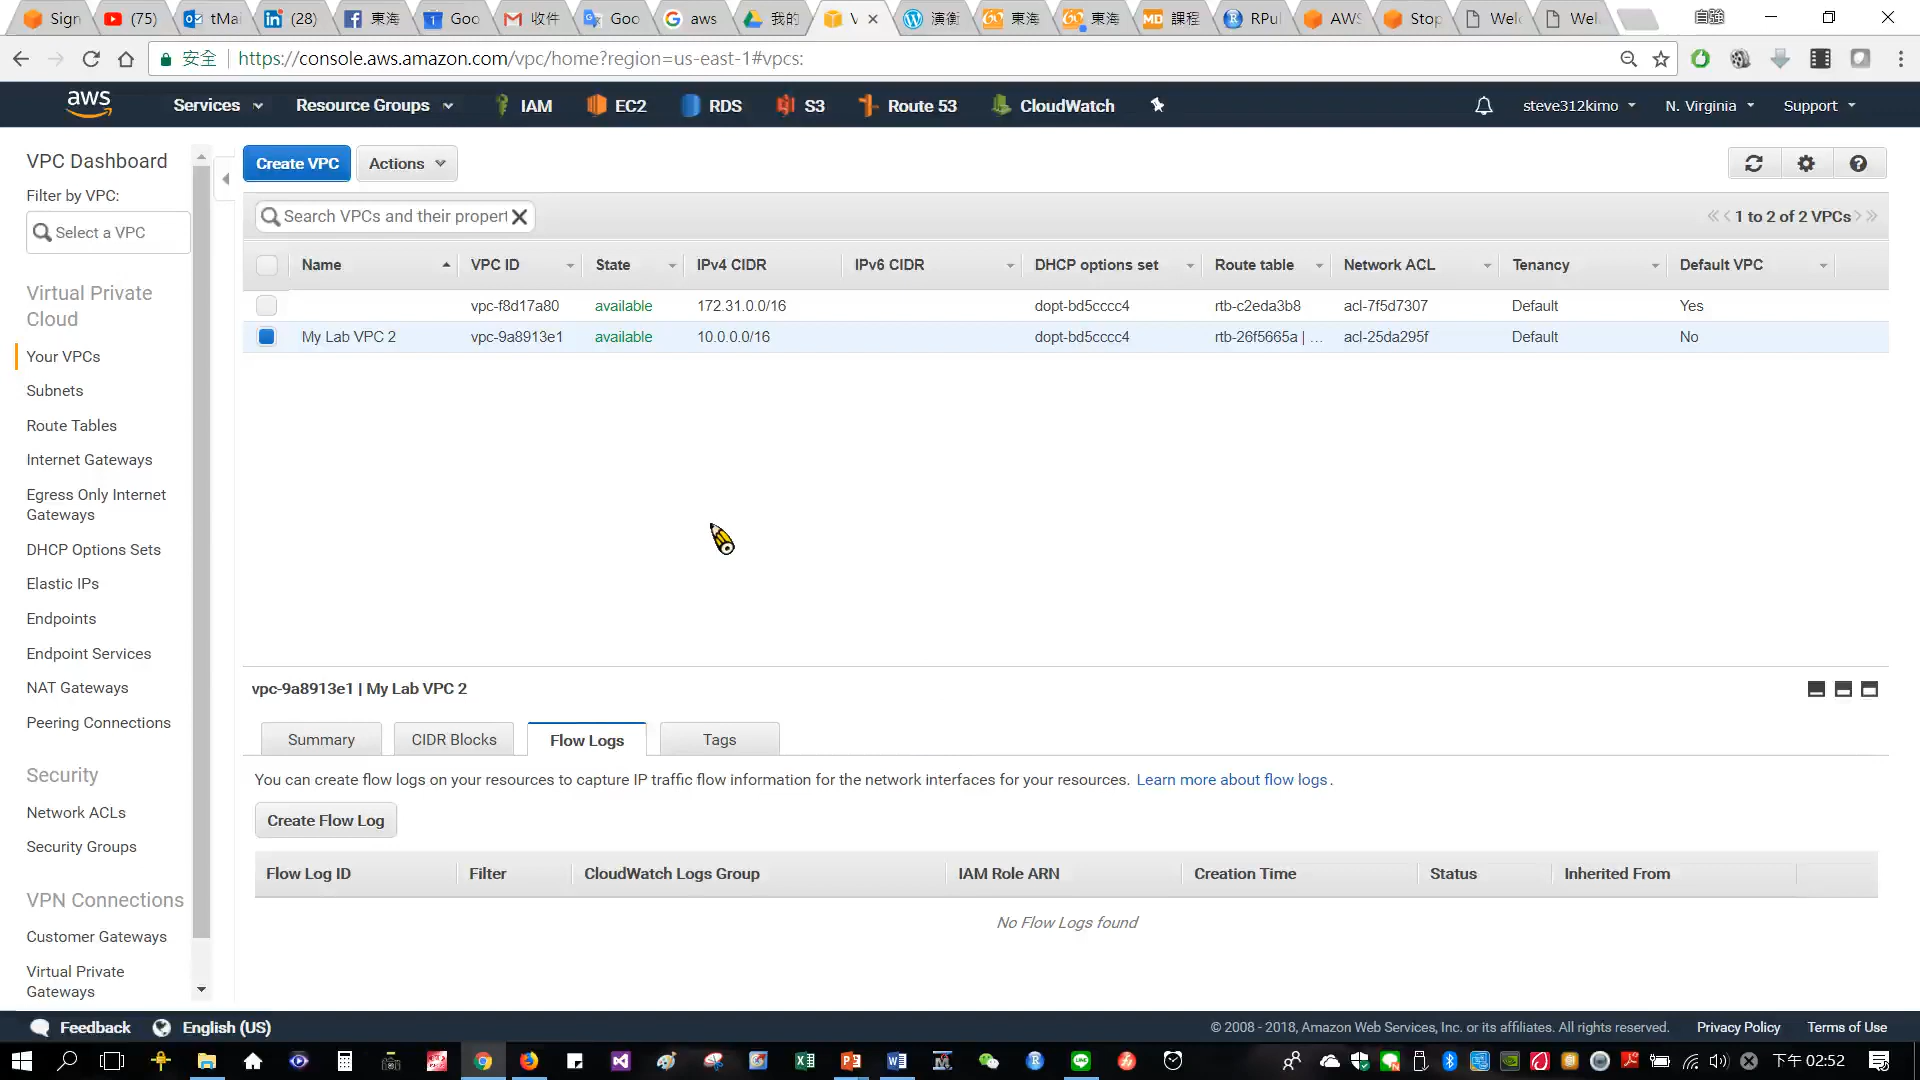 Sign
(75)
tMai
(28)
東海
Goo
收件
Goo
aws
我的
V
演衡
東海
東海
課程
RPul
AWS
Stop
Welc
Wel
自強
安全
https://console.aws.amazon.com/vpc/home?region=us-east-1#vpcs:
aws
Services
Resource Groups
IAM
EC2
RDS
S3
Route 53
CloudWatch
steve312kimo
N. Virginia
Support
VPC Dashboard
Filter by VPC:
Select a VPC
Virtual Private
Cloud
Your VPCs
Subnets
Route Tables
Internet Gateways
Egress Only Internet
Gateways
DHCP Options Sets
Elastic IPs
Endpoints
Endpoint Services
NAT Gateways
Peering Connections
Security
Network ACLs
Security Groups
VPN Connections
Customer Gateways
Virtual Private
Gateways
Create VPC
Actions
Search VPCs and their propert
1 to 2 of 2 VPCs
Name VPC ID State IPv4 CIDR IPv6 CIDR DHCP options set Route table Network ACL Tenancy Default VPC
vpc-f8d17a80 available 172.31.0.0/16 dopt-bd5cccc4 rtb-c2eda3b8 acl-7f5d7307 Default Yes
My Lab VPC 2 vpc-9a8913e1 available 10.0.0.0/16 dopt-bd5cccc4 rtb-26f5665a | ... acl-25da295f Default No
vpc-9a8913e1 | My Lab VPC 2
Summary
CIDR Blocks
Flow Logs
Tags
You can create flow logs on your resources to capture IP traffic flow information for the network interfaces for your resources. Learn more about flow logs.
Create Flow Log
Flow Log ID Filter CloudWatch Logs Group IAM Role ARN Creation Time Status Inherited From
No Flow Logs found
Feedback
English (US)
© 2008 - 2018, Amazon Web Services, Inc. or its affiliates. All rights reserved.
Privacy Policy
Terms of Use
下午 02:52